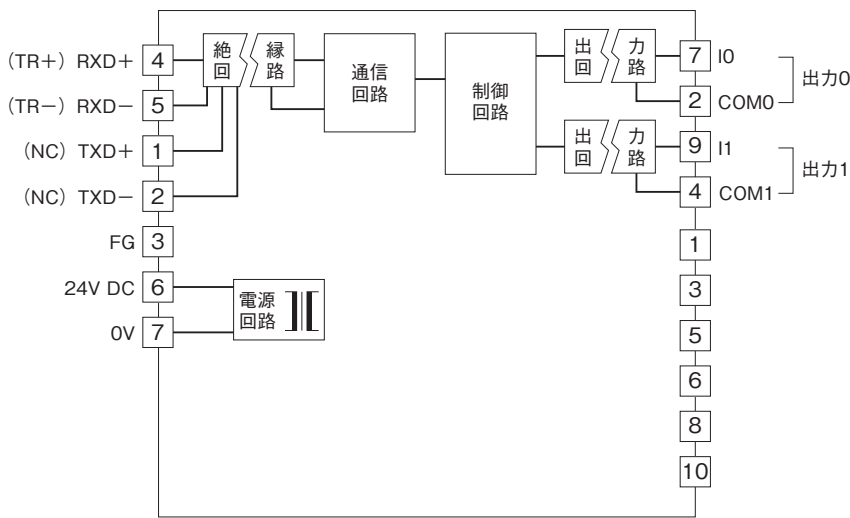 (TR+) RXD+ 4
(TR−) RXD− 5
(NC) TXD+ 1
(NC) TXD− 2
FG 3
24V DC 6
0V 7
絶 縁
回 路
通信
回路
制御
回路
出 力
回 路
出 力
回 路
電源
回路
7 I0
2 COM0
出力0
9 I1
4 COM1
出力1
1
3
5
6
8
10